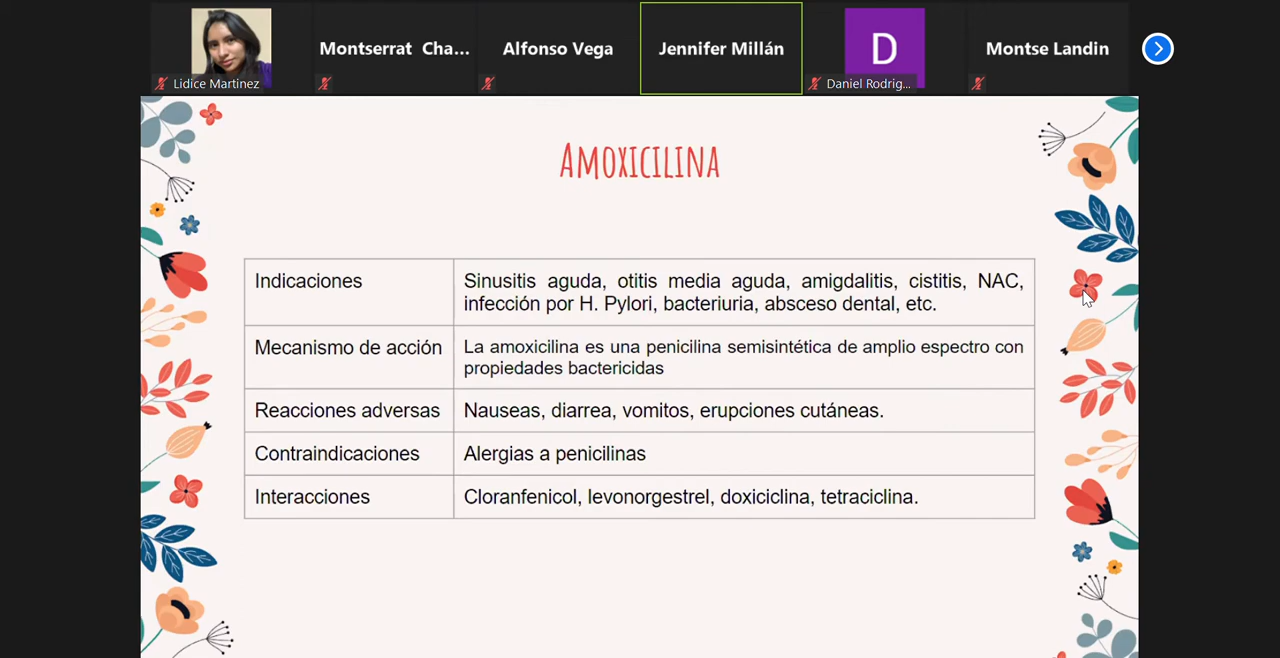 Montserrat Cha...
Alfonso Vega
Jennifer Millán
D
Montse Landin
Lidice Martinez
Daniel Rodrig...
AMOXICILINA
Indicaciones
Sinusitis aguda, otitis media aguda, amigdalitis, cistitis, NAC,
infección por H. Pylori, bacteriuria, absceso dental, etc.
Mecanismo de acción
La amoxicilina es una penicilina semisintética de amplio espectro con
propiedades bactericidas
Reacciones adversas
Nauseas, diarrea, vomitos, erupciones cutáneas.
Contraindicaciones
Alergias a penicilinas
Interacciones
Cloranfenicol, levonorgestrel, doxiciclina, tetraciclina.